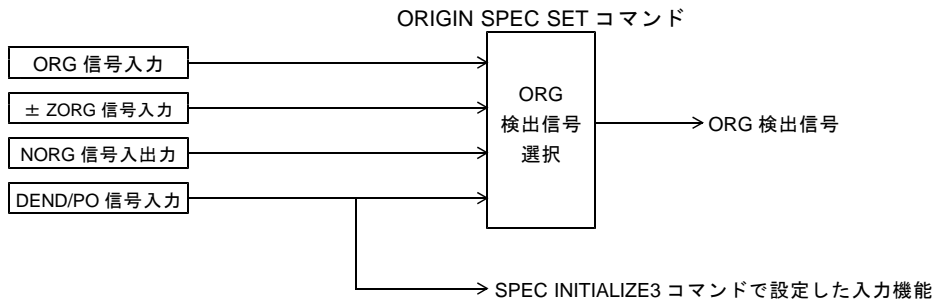 ORIGIN SPEC SET コマンド
ORG 信号入力
± ZORG 信号入力
NORG 信号入出力
DEND/PO 信号入力
ORG
検出信号
選択
ORG 検出信号
SPEC INITIALIZE3 コマンドで設定した入力機能